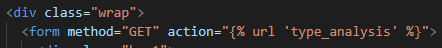 <div class="wrap">
<form method="GET" action="{% url 'type_analysis' %}">